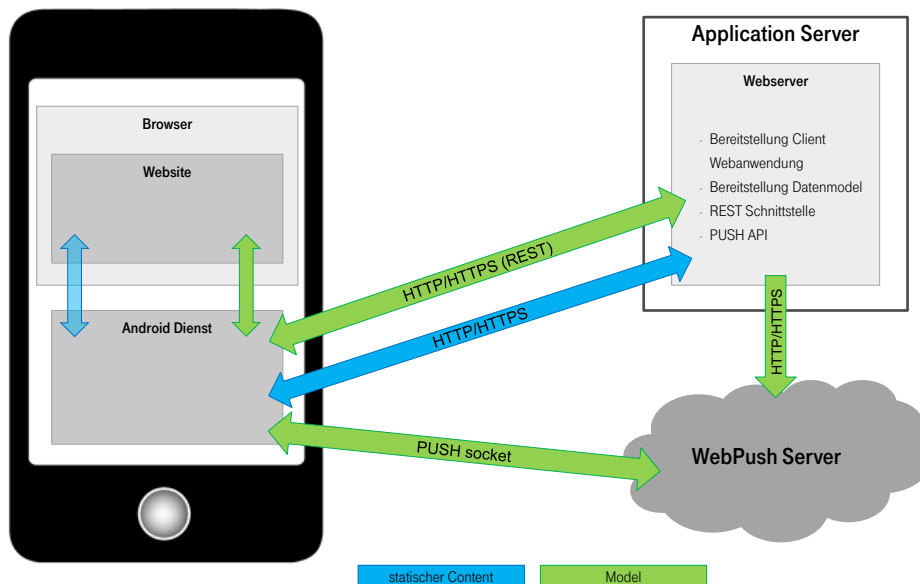 Browser
Website
Android Dienst
HTTP/HTTPS (REST)
HTTP/HTTPS
PUSH socket
Application Server
Webserver
- Bereitstellung Client
Webanwendung
- Bereitstellung Datenmodel
- REST Schnittstelle
- PUSH API
HTTP/HTTPS
WebPush Server
statischer Content
Model